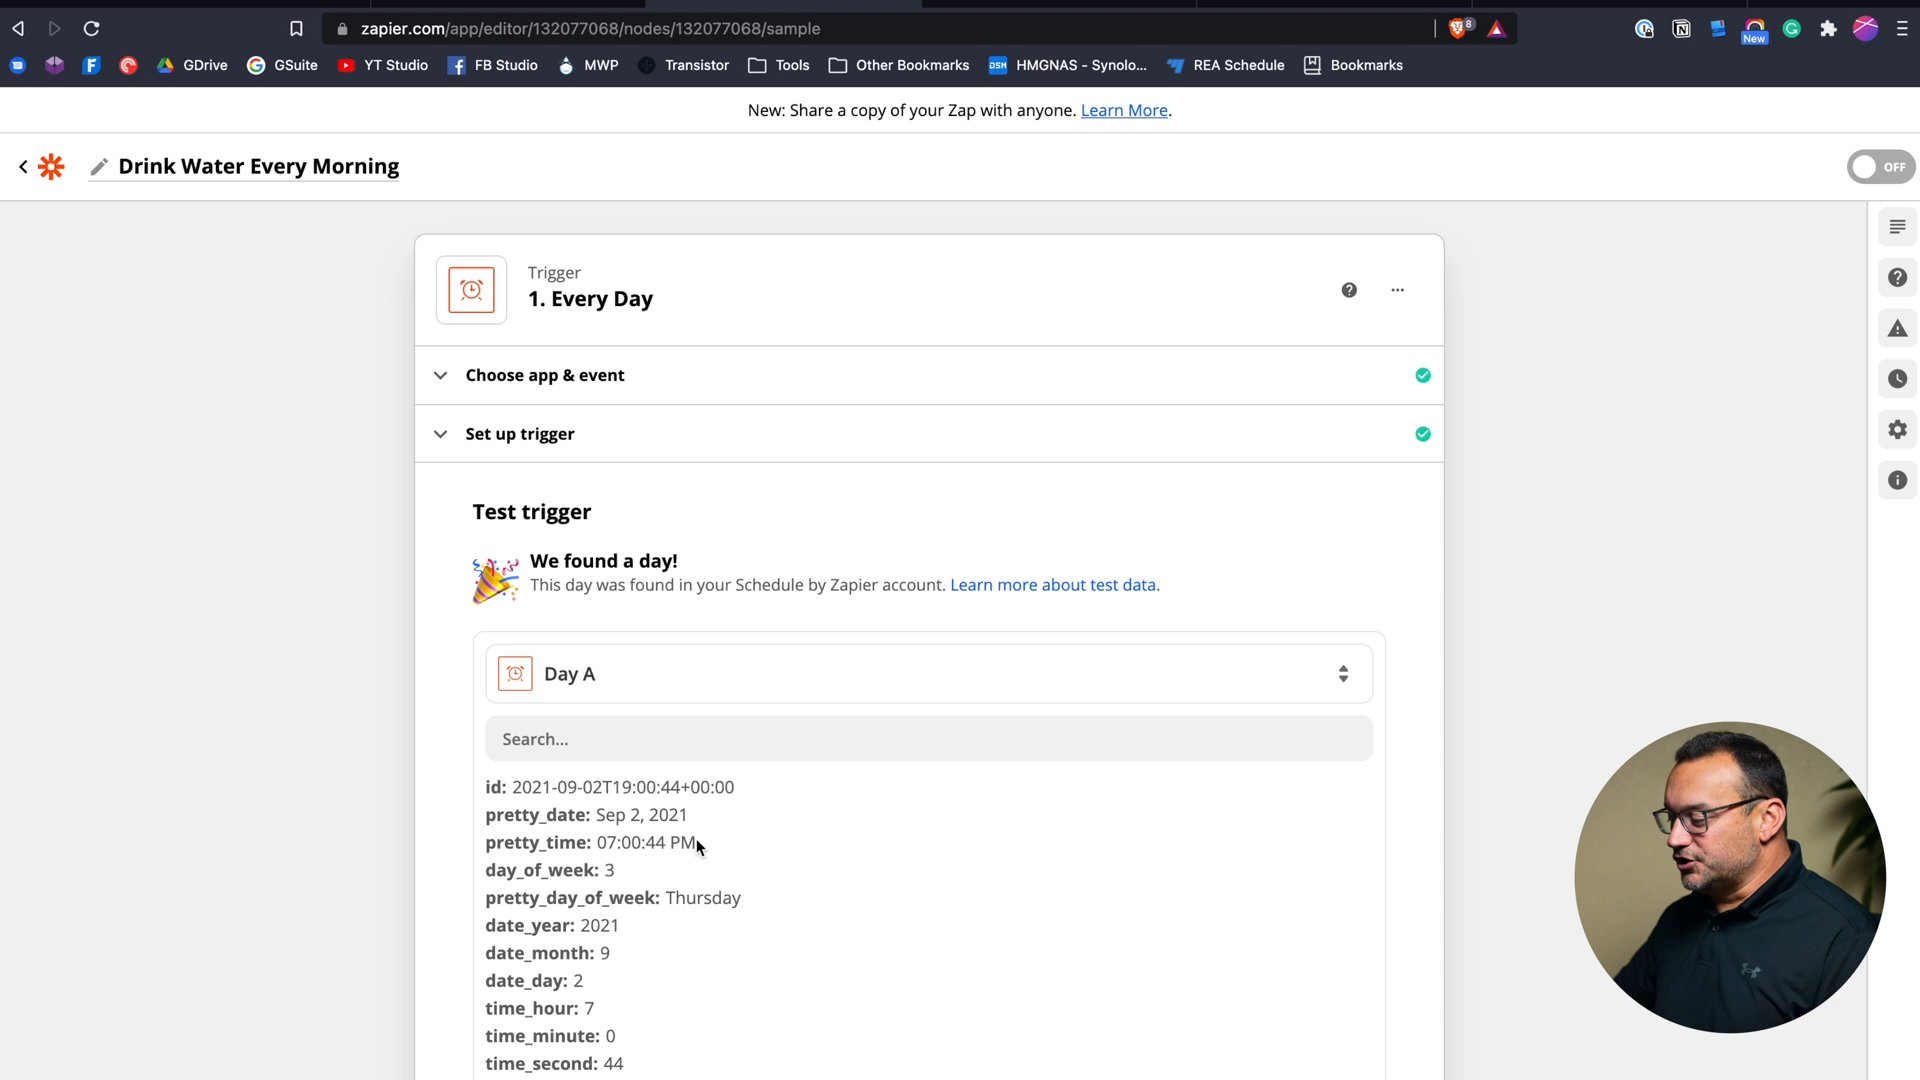 zapier.com/app/editor/132077068/nodes/132077068/sample
8
New
GDrive
GSuite
YT Studio
FB Studio
MWP
Transistor
Tools
Other Bookmarks
DSM
HMGNAS - Synolo...
REA Schedule
Bookmarks
New: Share a copy of your Zap with anyone. Learn More.
Drink Water Every Morning
OFF
Trigger
1. Every Day
Choose app & event
Set up trigger
Test trigger
We found a day!
This day was found in your Schedule by Zapier account. Learn more about test data.
Day A
Search...
id: 2021-09-02T19:00:44+00:00
pretty_date: Sep 2, 2021
pretty_time: 07:00:44 PM
day_of_week: 3
pretty_day_of_week: Thursday
date_year: 2021
date_month: 9
date_day: 2
time_hour: 7
time_minute: 0
time_second: 44